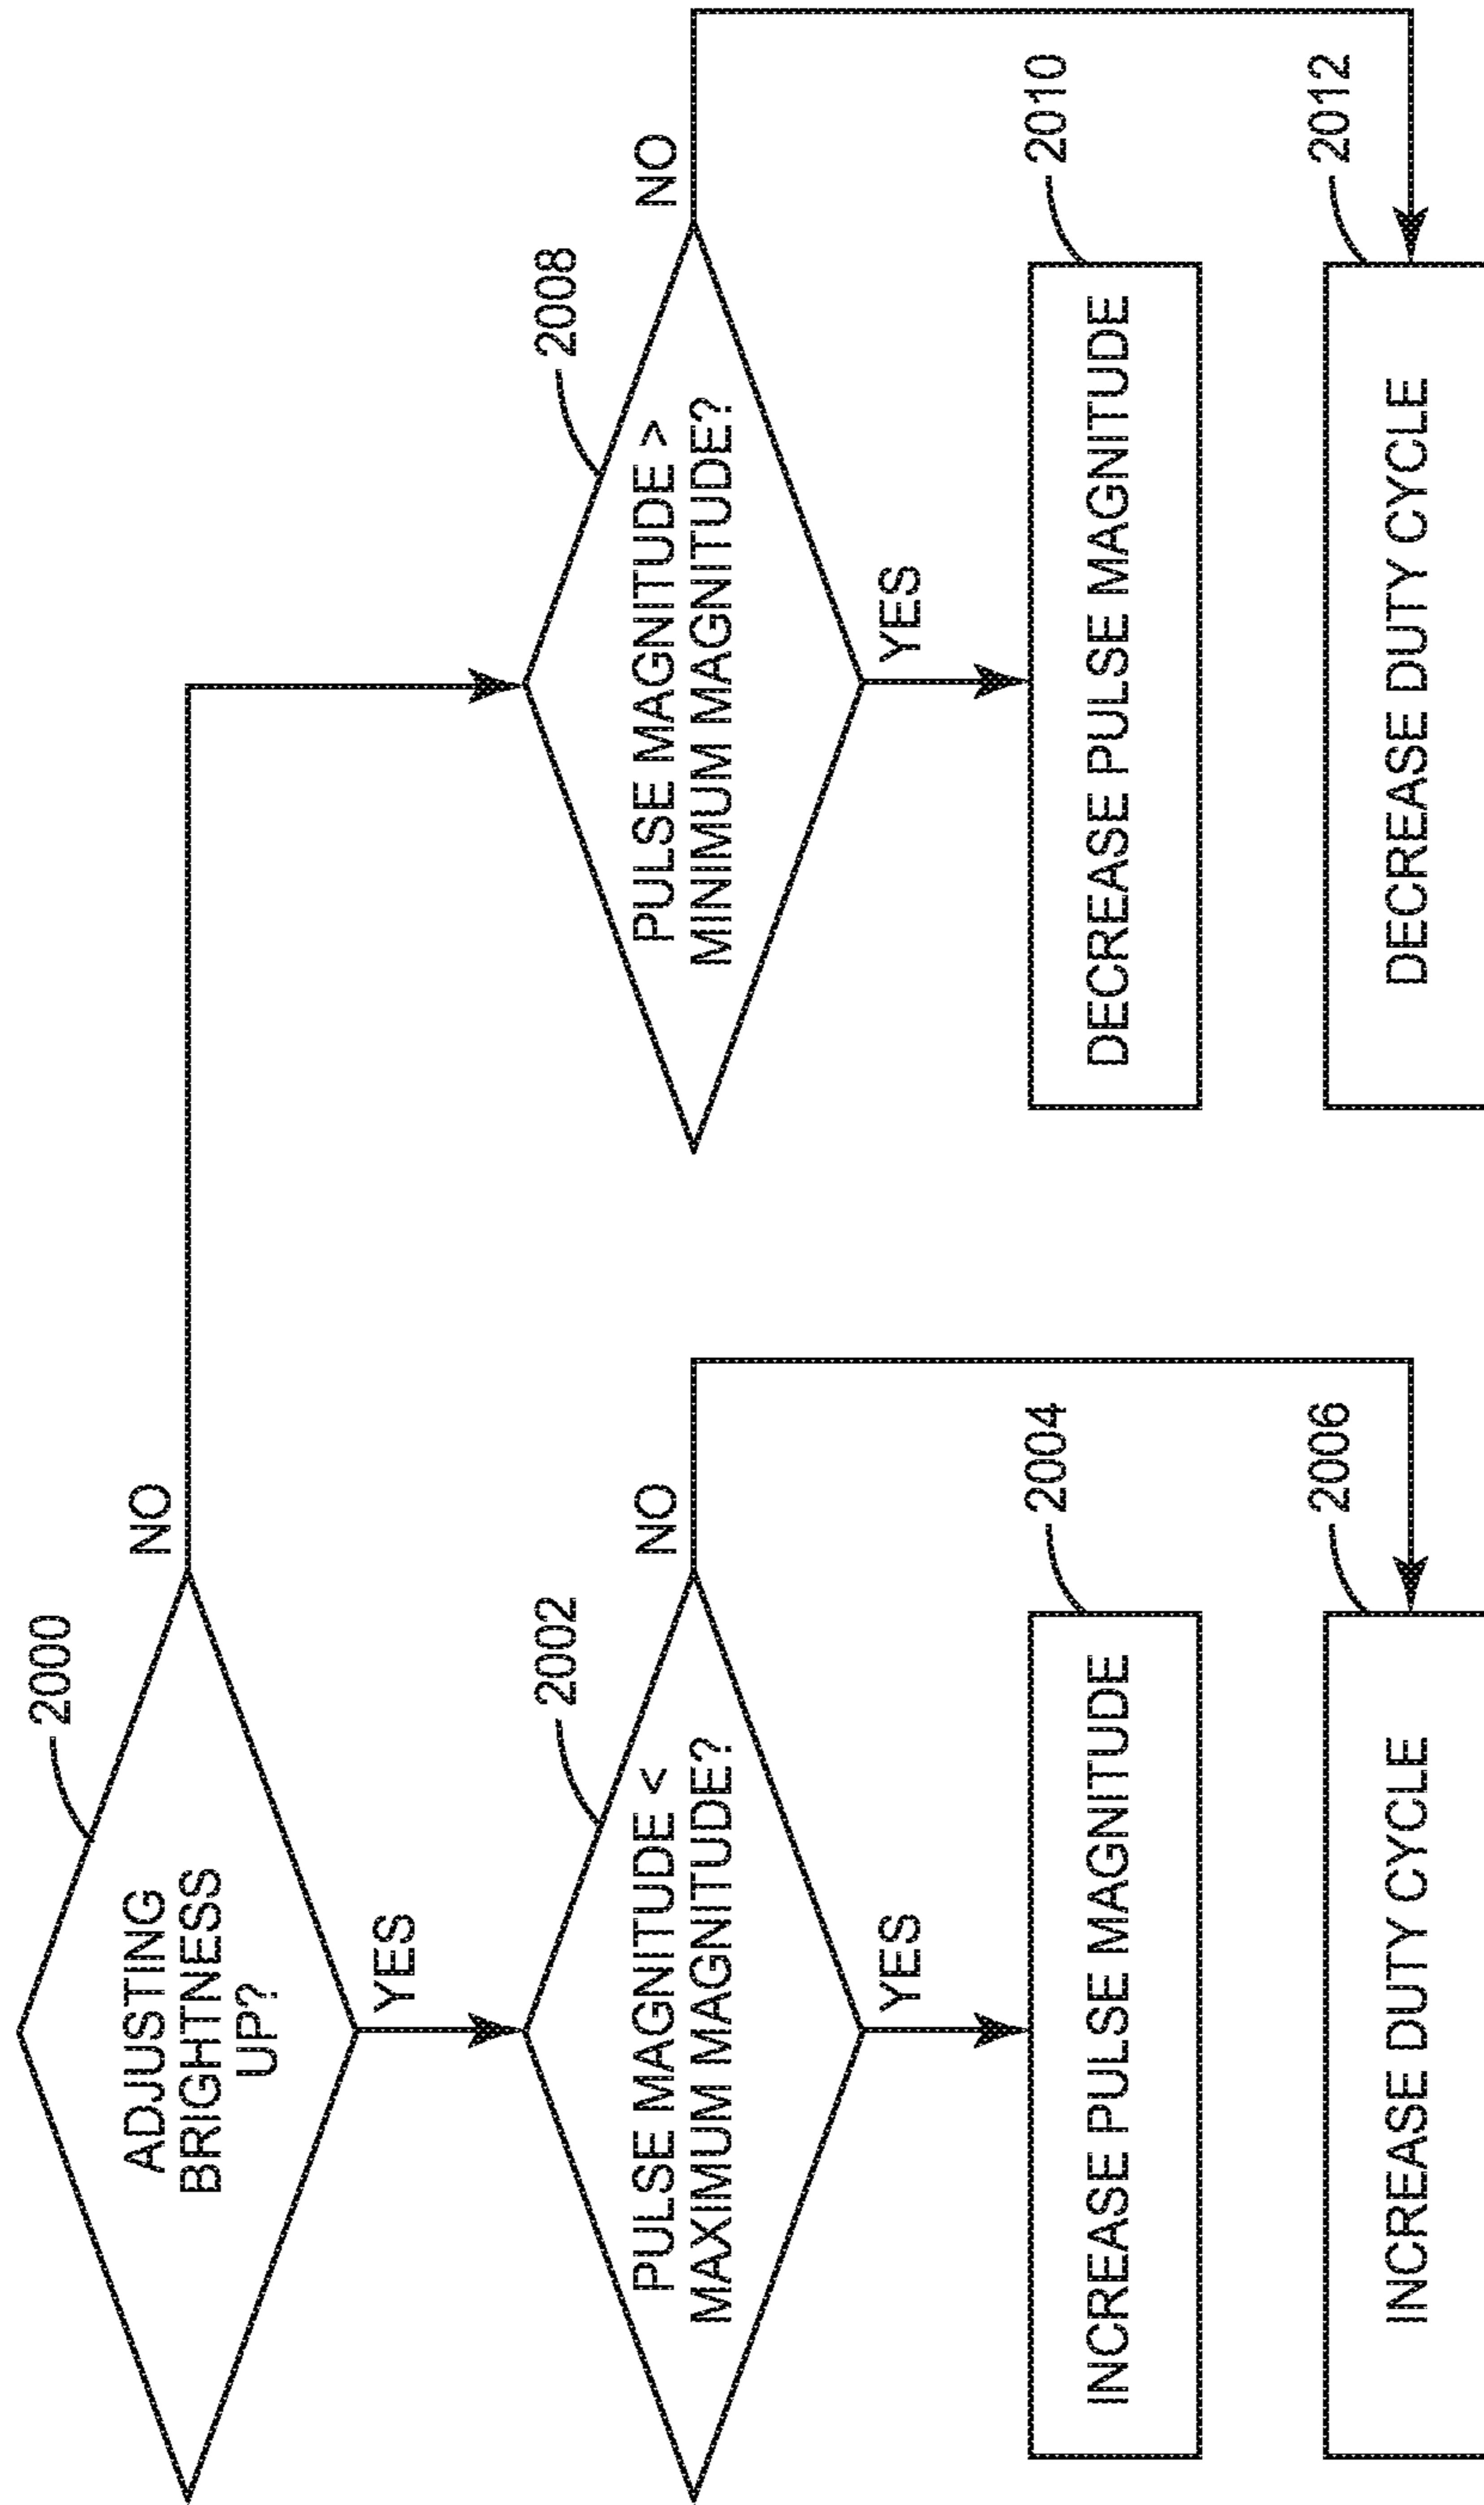 2000
ADJUSTING
BRIGHTNESS
UP?
NO
YES
2002
PULSE MAGNITUDE <
MAXIMUM MAGNITUDE?
NO
YES
2004
INCREASE PULSE MAGNITUDE
2006
INCREASE DUTY CYCLE
2008
PULSE MAGNITUDE >
MINIMUM MAGNITUDE?
NO
YES
2010
DECREASE PULSE MAGNITUDE
2012
DECREASE DUTY CYCLE